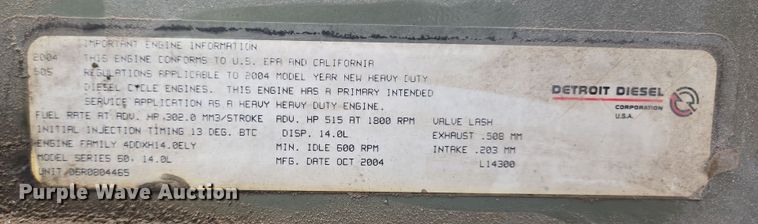 IMPORTANT ENGINE INFORMATION
2004 THIS ENGINE CONFORMS TO U.S. EPA AND CALIFORNIA
505 REGULATIONS APPLICABLE TO 2004 MODEL YEAR NEW HEAVY DUTY
DIESEL CYCLE ENGINES. THIS ENGINE HAS A PRIMARY INTENDED
SERVICE APPLICATION AS A HEAVY HEAVY DUTY ENGINE.
DETROIT DIESEL
CORPORATION
U.S.A.
FUEL RATE AT ADV. HP 302.0 MM3/STROKE ADV. HP 515 AT 1800 RPM VALVE LASH
INITIAL INJECTION TIMING 13 DEG. BTC DISP. 14.0L EXHAUST .508 MM
ENGINE FAMILY 4DDXH14.0ELY MIN. IDLE 600 RPM INTAKE .203 MM
MODEL SERIES 60, 14.0L MFG. DATE OCT 2004 L14300
UNIT 06R0804465
Purple Wave Auction